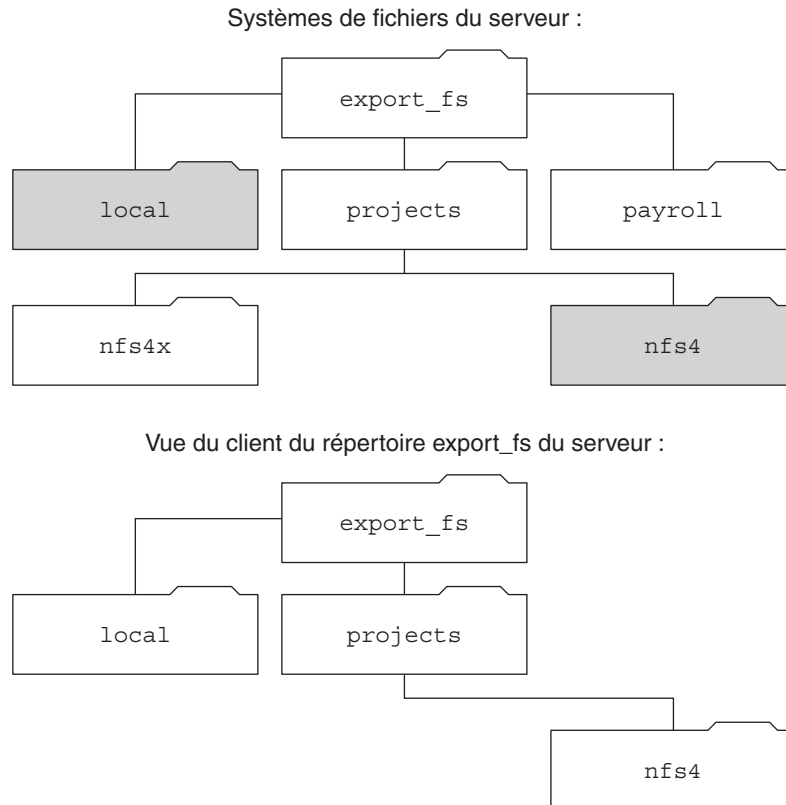 Systèmes de fichiers du serveur :
export_fs
local
projects
payroll
nfs4x
nfs4
Vue du client du répertoire export_fs du serveur :
export_fs
local
projects
nfs4